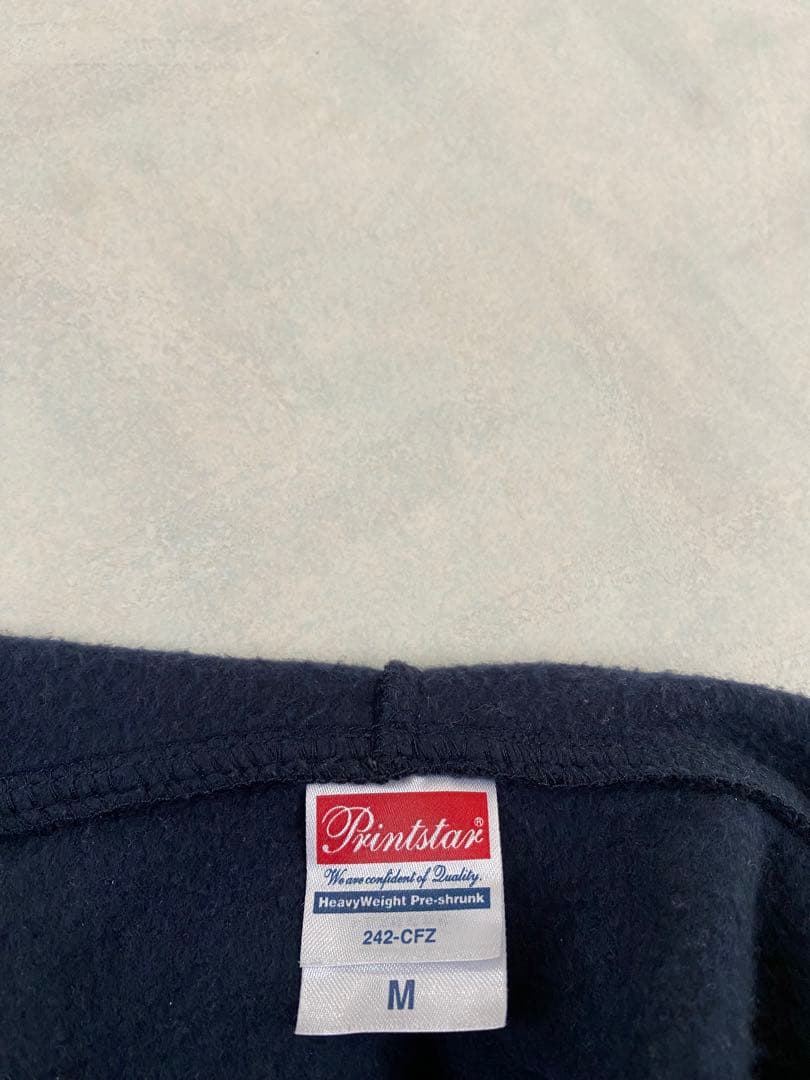 Printstar®
We are confident of Quality.
HeavyWeight Pre-shrunk
242-CFZ
M